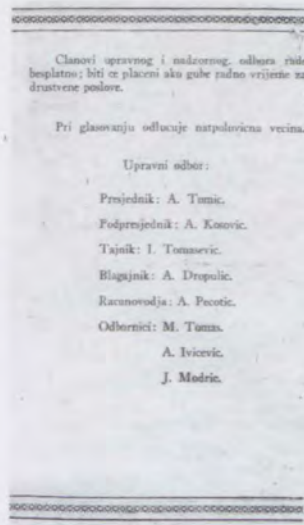 Clanovi upravnog i nadzornog. odbora rade
besplatno; biti ce placeni ako gube radno vrijeme za
drustvene poslove.
Pri glasovanju odlucuje natpolovicna vecina.
Upravni odbor:
Presjednik: A. Tomic.
Podpresjednik: A. Kosovic.
Tajnik: I. Tomasevic.
Blagajnik: A. Dropulic.
Racunovodja: A. Pecotic.
Odbornici: M. Tomas.
A. Ivicevic.
J. Modric.